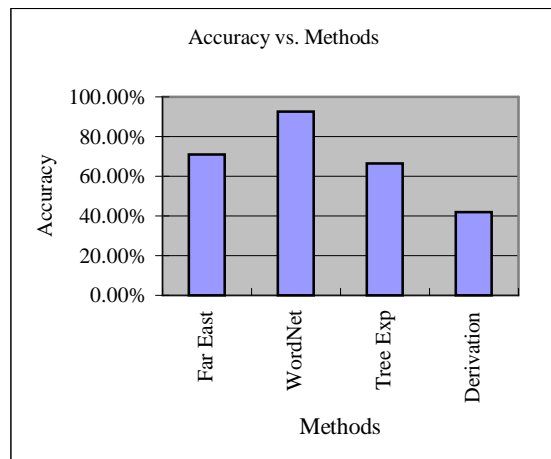 Accuracy vs. Methods
100.00%
80.00%
60.00%
40.00%
20.00%
0.00%
Accuracy
Far East
WordNet
Tree Exp
Derivation
Methods